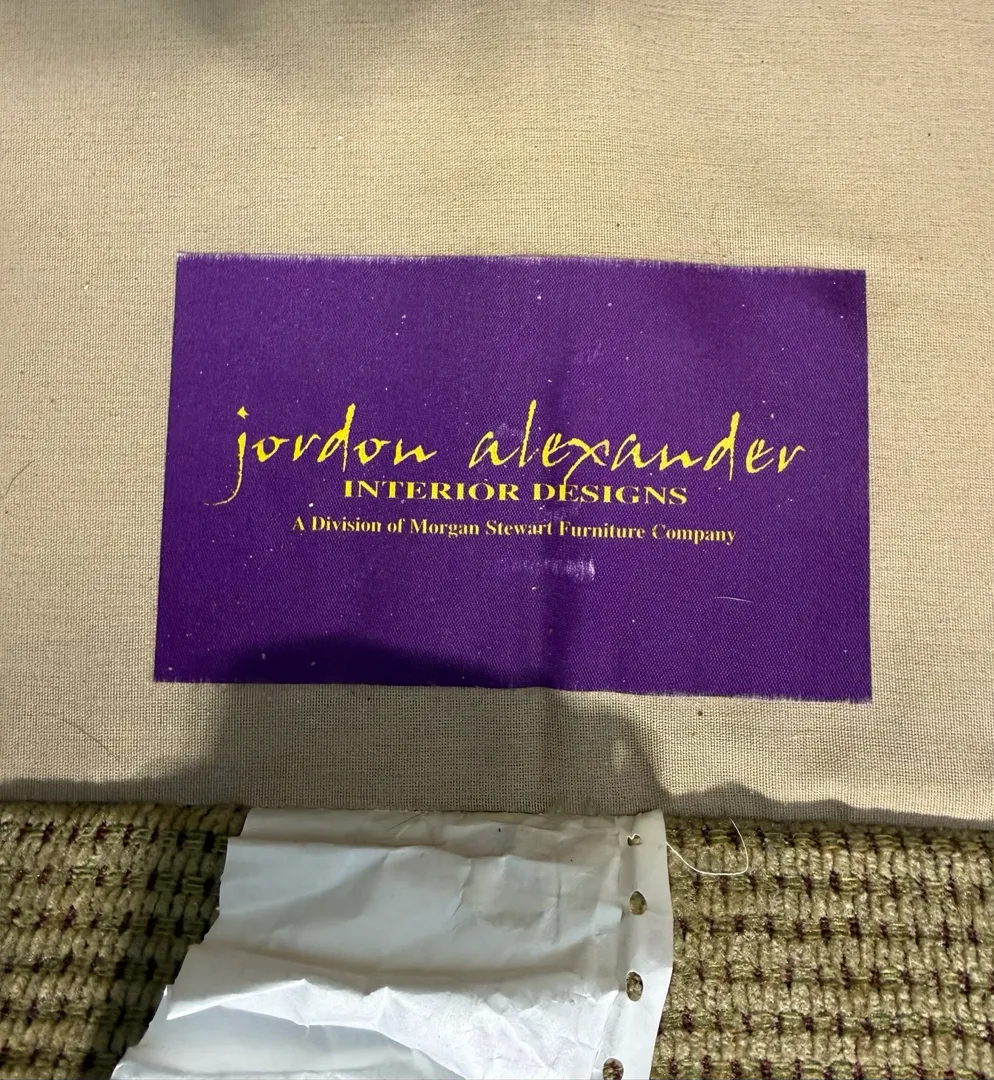 jordon alexander
INTERIOR DESIGNS
A Division of Morgan Stewart Furniture Company